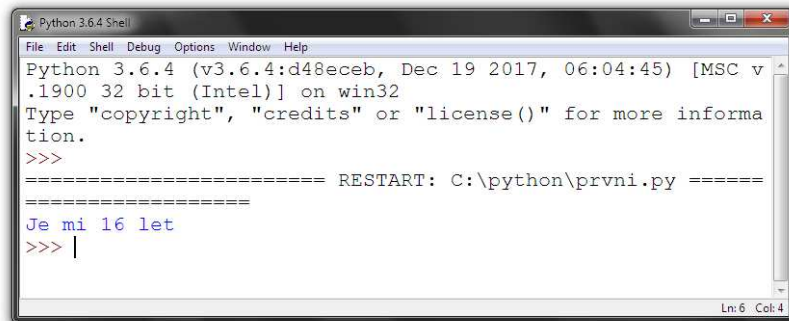 Python 3.6.4 Shell
File Edit Shell Debug Options Window Help
Python 3.6.4 (v3.6.4:d48eceb, Dec 19 2017, 06:04:45) [MSC v
.1900 32 bit (Intel)] on win32
Type "copyright", "credits" or "license()" for more informa
tion.
>>>
======================== RESTART: C:\python\prvni.py ======
==================
Je mi 16 let
>>>
Ln: 6 Col: 4